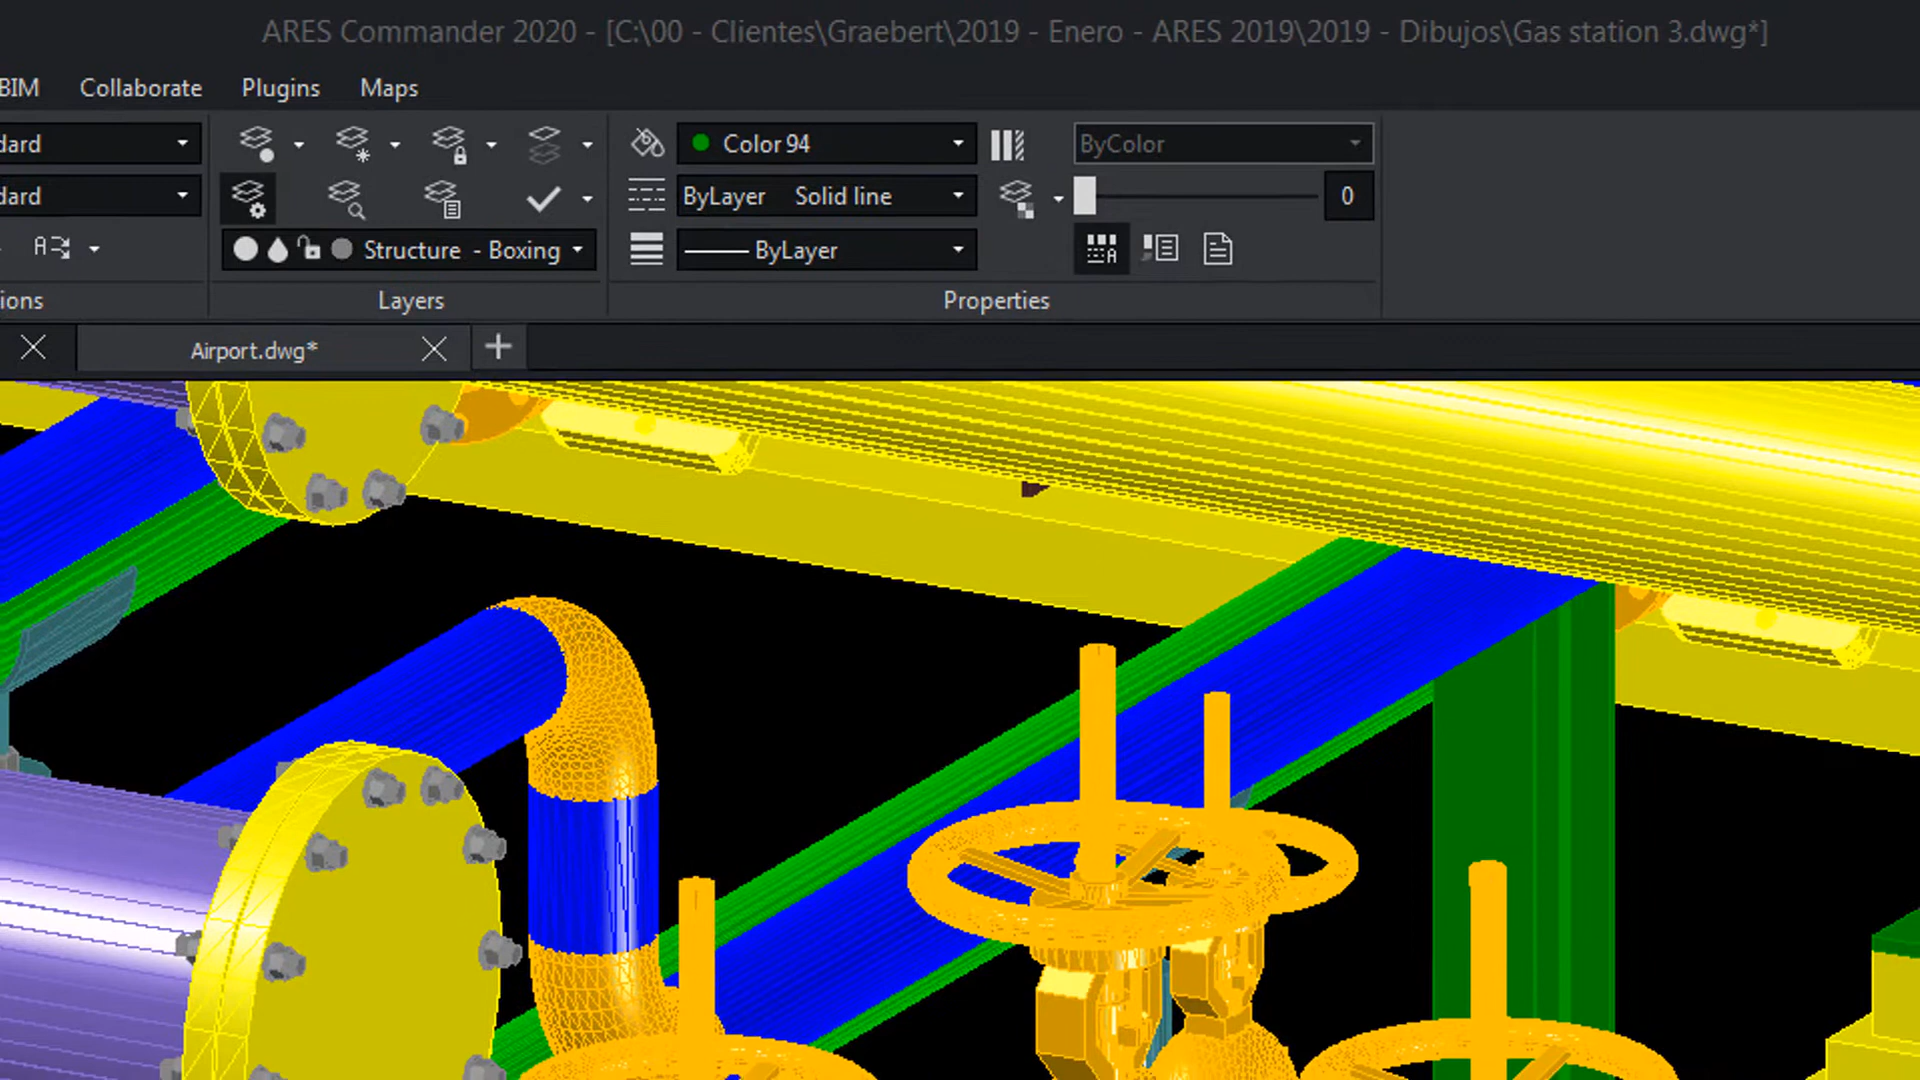 ARES Commander 2020 - [C:\00 - Clientes\Graebert\2019 - Enero - ARES 2019\2019 - Dibujos\Gas station 3.dwg*]
BIM Collaborate Plugins Maps
dard Color 94 ByColor
dard ByLayer Solid line 0
A Structure - Boxing ByLayer A
ions Layers Properties
Airport.dwg*